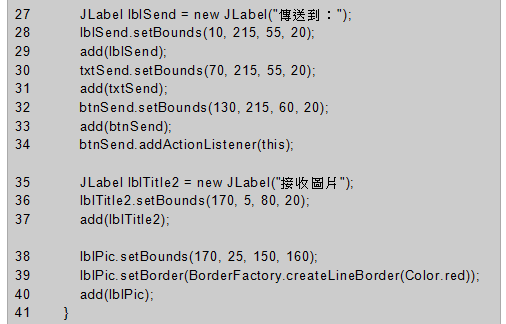 27 JLabel lblSend = new JLabel("傳送到：");
28 lblSend.setBounds(10, 215, 55, 20);
29 add(lblSend);
30 txtSend.setBounds(70, 215, 55, 20);
31 add(txtSend);
32 btnSend.setBounds(130, 215, 60, 20);
33 add(btnSend);
34 btnSend.addActionListener(this);
35 JLabel lblTitle2 = new JLabel("接收圖片");
36 lblTitle2.setBounds(170, 5, 80, 20);
37 add(lblTitle2);
38 lblPic.setBounds(170, 25, 150, 160);
39 lblPic.setBorder(BorderFactory.createLineBorder(Color.red));
40 add(lblPic);
41 }